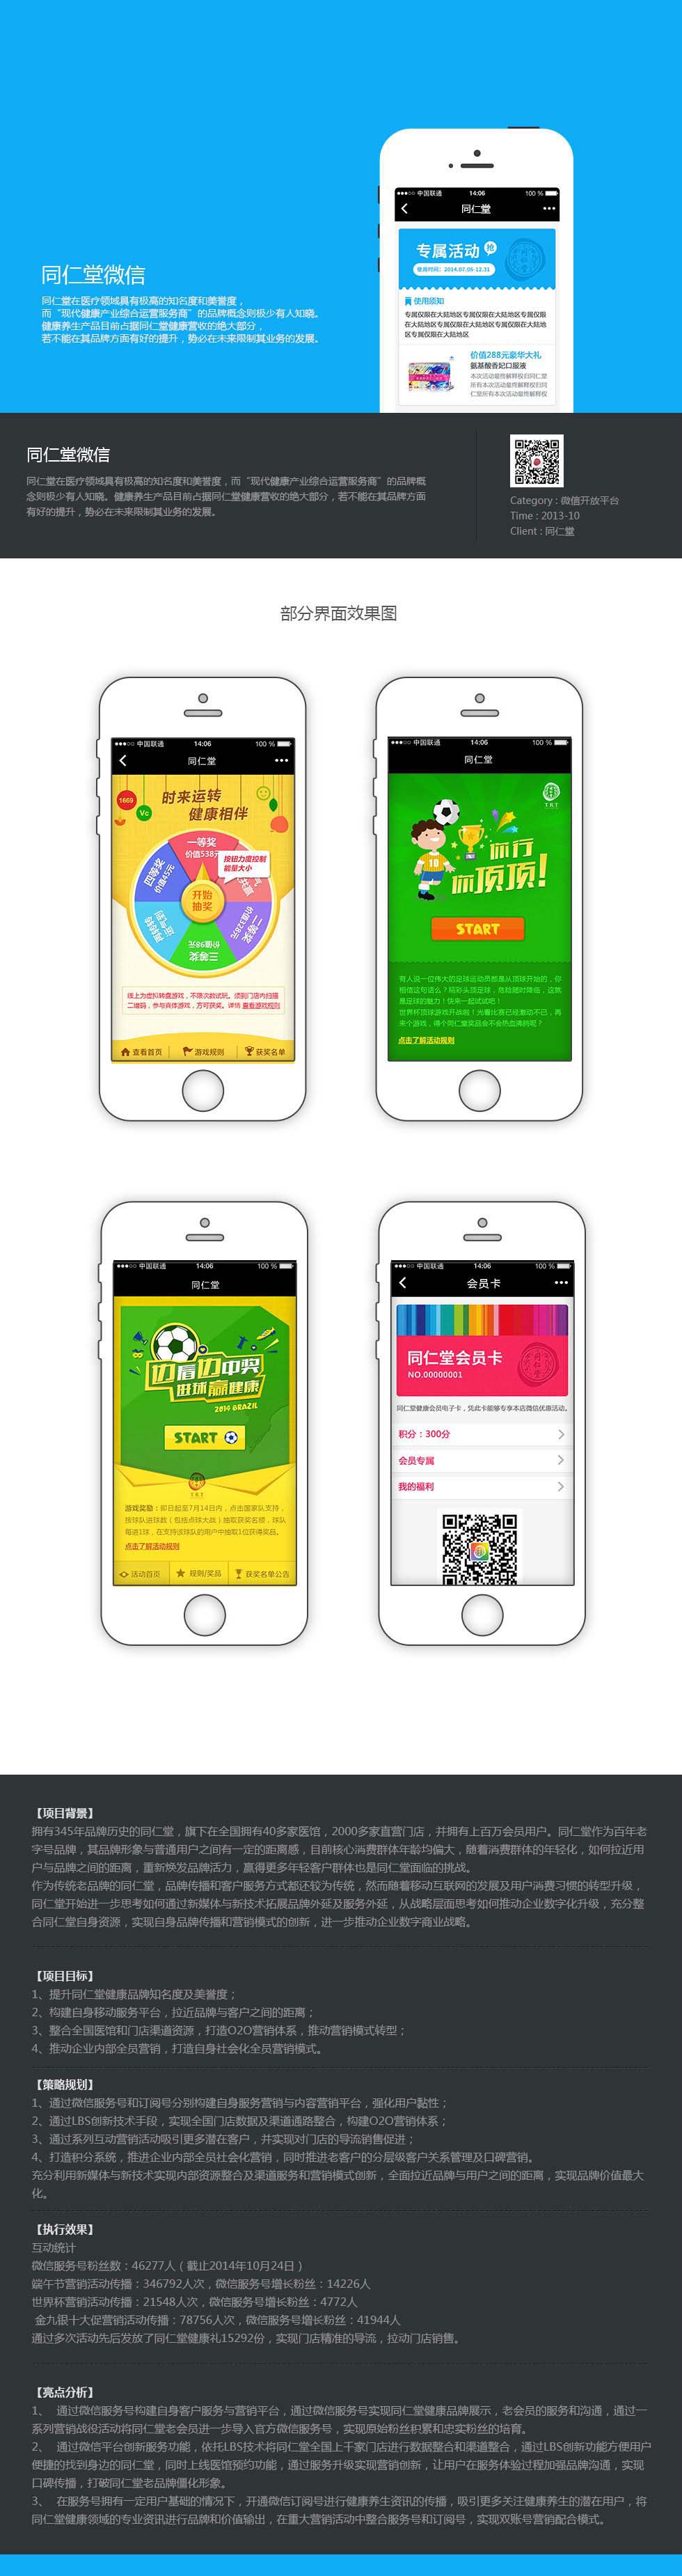 同仁堂微信
同仁堂在医疗领域具有极高的知名度和美誉度，
而“现代健康产业综合运营服务商”的品牌概念则极少有人知晓。
健康养生产品目前占据同仁堂健康营收的绝大部分，
若不能在其品牌方面有好的提升，势必在未来限制其业务的发展。
中国联通 14:06 100 %
同仁堂
专属活动 抢
使用时间：2014.07.06-12.31
使用须知
专属仅限在大陆地区专属仅限在大陆地区专属仅限
在大陆地区专属仅限在大陆地区专属仅限在大陆地
区专属仅限在大陆地区
价值288元豪华大礼
氨基酸香妃口服液
本次活动最终解释权归同仁堂
所有本次活动最终解释权归同
仁堂所有本次活动最终解释权
同仁堂微信
同仁堂在医疗领域具有极高的知名度和美誉度，而“现代健康产业综合运营服务商”的品牌概
念则极少有人知晓。健康养生产品目前占据同仁堂健康营收的绝大部分，若不能在其品牌方面
有好的提升，势必在未来限制其业务的发展。
Category : 微信开放平台
Time : 2013-10
Client : 同仁堂
部分界面效果图
中国联通 14:06 100 %
同仁堂
1669
Vc
时来运转
健康相伴
一等奖
价值538元
按钮力度控制
能量大小
四等奖
价值45元
开始
抽奖
二等奖
价值328元
三等奖
价值98元
线上为虚拟转盘游戏，不限次数试玩。须到门店内扫描
二维码，参与实体游戏，方可获奖。详情 查看游戏规则
查看首页 游戏规则 获奖名单
中国联通 14:06 100 %
同仁堂
TRT
你行
你顶顶!
10
START
有人说一位伟大的足球运动员都是从顶球开始的，你
相信这句话么？精彩头顶足球，危险随时降临，这就
是足球的魅力！快来一起试试吧！
世界杯顶球游戏开战啦！光看比赛已经激动不已，再
来个游戏，得个同仁堂奖品会不会热血沸腾呢？
点击了解活动规则
中国联通 14:06 100 %
同仁堂
中奖
逛球赢健康
2014 BRAZIL
START
TRT
游戏奖励：即日起至7月14日内，点击国家队支持，
按球队进球数（包括点球大战）抽取获奖名额，球队
每进1球，在支持该球队的用户中抽取1位获得奖品。
点击了解活动规则
活动首页 规则/奖品 获奖名单公告
中国联通 14:06 100 %
会员卡
同仁堂会员卡
NO.00000001
同仁堂健康会员电子卡，凭此卡能够专享本店微信优惠活动。
积分：300分
会员专属
我的福利
【项目背景】
拥有345年品牌历史的同仁堂，旗下在全国拥有40多家医馆，2000多家直营门店，并拥有上百万会员用户。同仁堂作为百年老
字号品牌，其品牌形象与普通用户之间有一定的距离感，目前核心消费群体年龄均偏大，随着消费群体的年轻化，如何拉近用
户与品牌之间的距离，重新焕发品牌活力，赢得更多年轻客户群体也是同仁堂面临的挑战。
作为传统老品牌的同仁堂，品牌传播和客户服务方式都还较为传统，然而随着移动互联网的发展及用户消费习惯的转型升级，
同仁堂开始进一步思考如何通过新媒体与新技术拓展品牌外延及服务外延，从战略层面思考如何推动企业数字化升级，充分整
合同仁堂自身资源，实现自身品牌传播和营销模式的创新，进一步推动企业数字商业战略。
【项目目标】
1、提升同仁堂健康品牌知名度及美誉度；
2、构建自身移动服务平台，拉近品牌与客户之间的距离；
3、整合全国医馆和门店渠道资源，打造O2O营销体系，推动营销模式转型；
4、推动企业内部全员营销，打造自身社会化全员营销模式。
【策略规划】
1、通过微信服务号和订阅号分别构建自身服务营销与内容营销平台，强化用户黏性；
2、通过LBS创新技术手段，实现全国门店数据及渠道通路整合，构建O2O营销体系；
3、通过系列互动营销活动吸引更多潜在客户，并实现对门店的导流销售促进；
4、打造积分系统，推进企业内部全员社会化营销，同时推进老客户的分层级客户关系管理及口碑营销。
充分利用新媒体与新技术实现内部资源整合及渠道服务和营销模式创新，全面拉近品牌与用户之间的距离，实现品牌价值最大
化。
【执行效果】
互动统计
微信服务号粉丝数：46277人（截止2014年10月24日）
端午节营销活动传播：346792人次，微信服务号增长粉丝：14226人
世界杯营销活动传播：21548人次，微信服务号增长粉丝：4772人
金九银十大促营销活动传播：78756人次，微信服务号增长粉丝：41944人
通过多次活动先后发放了同仁堂健康礼15292份，实现门店精准的导流，拉动门店销售。
【亮点分析】
1、 通过微信服务号构建自身客户服务与营销平台，通过微信服务号实现同仁堂健康品牌展示，老会员的服务和沟通，通过一
系列营销战役活动将同仁堂老会员进一步导入官方微信服务号，实现原始粉丝积累和忠实粉丝的培育。
2、 通过微信平台创新服务功能，依托LBS技术将同仁堂全国上千家门店进行数据整合和渠道整合，通过LBS创新功能方便用户
便捷的找到身边的同仁堂，同时上线医馆预约功能，通过服务升级实现营销创新，让用户在服务体验过程加强品牌沟通，实现
口碑传播，打破同仁堂老品牌僵化形象。
3、 在服务号拥有一定用户基础的情况下，开通微信订阅号进行健康养生资讯的传播，吸引更多关注健康养生的潜在用户，将
同仁堂健康领域的专业资讯进行品牌和价值输出，在重大营销活动中整合服务号和订阅号，实现双账号营销配合模式。